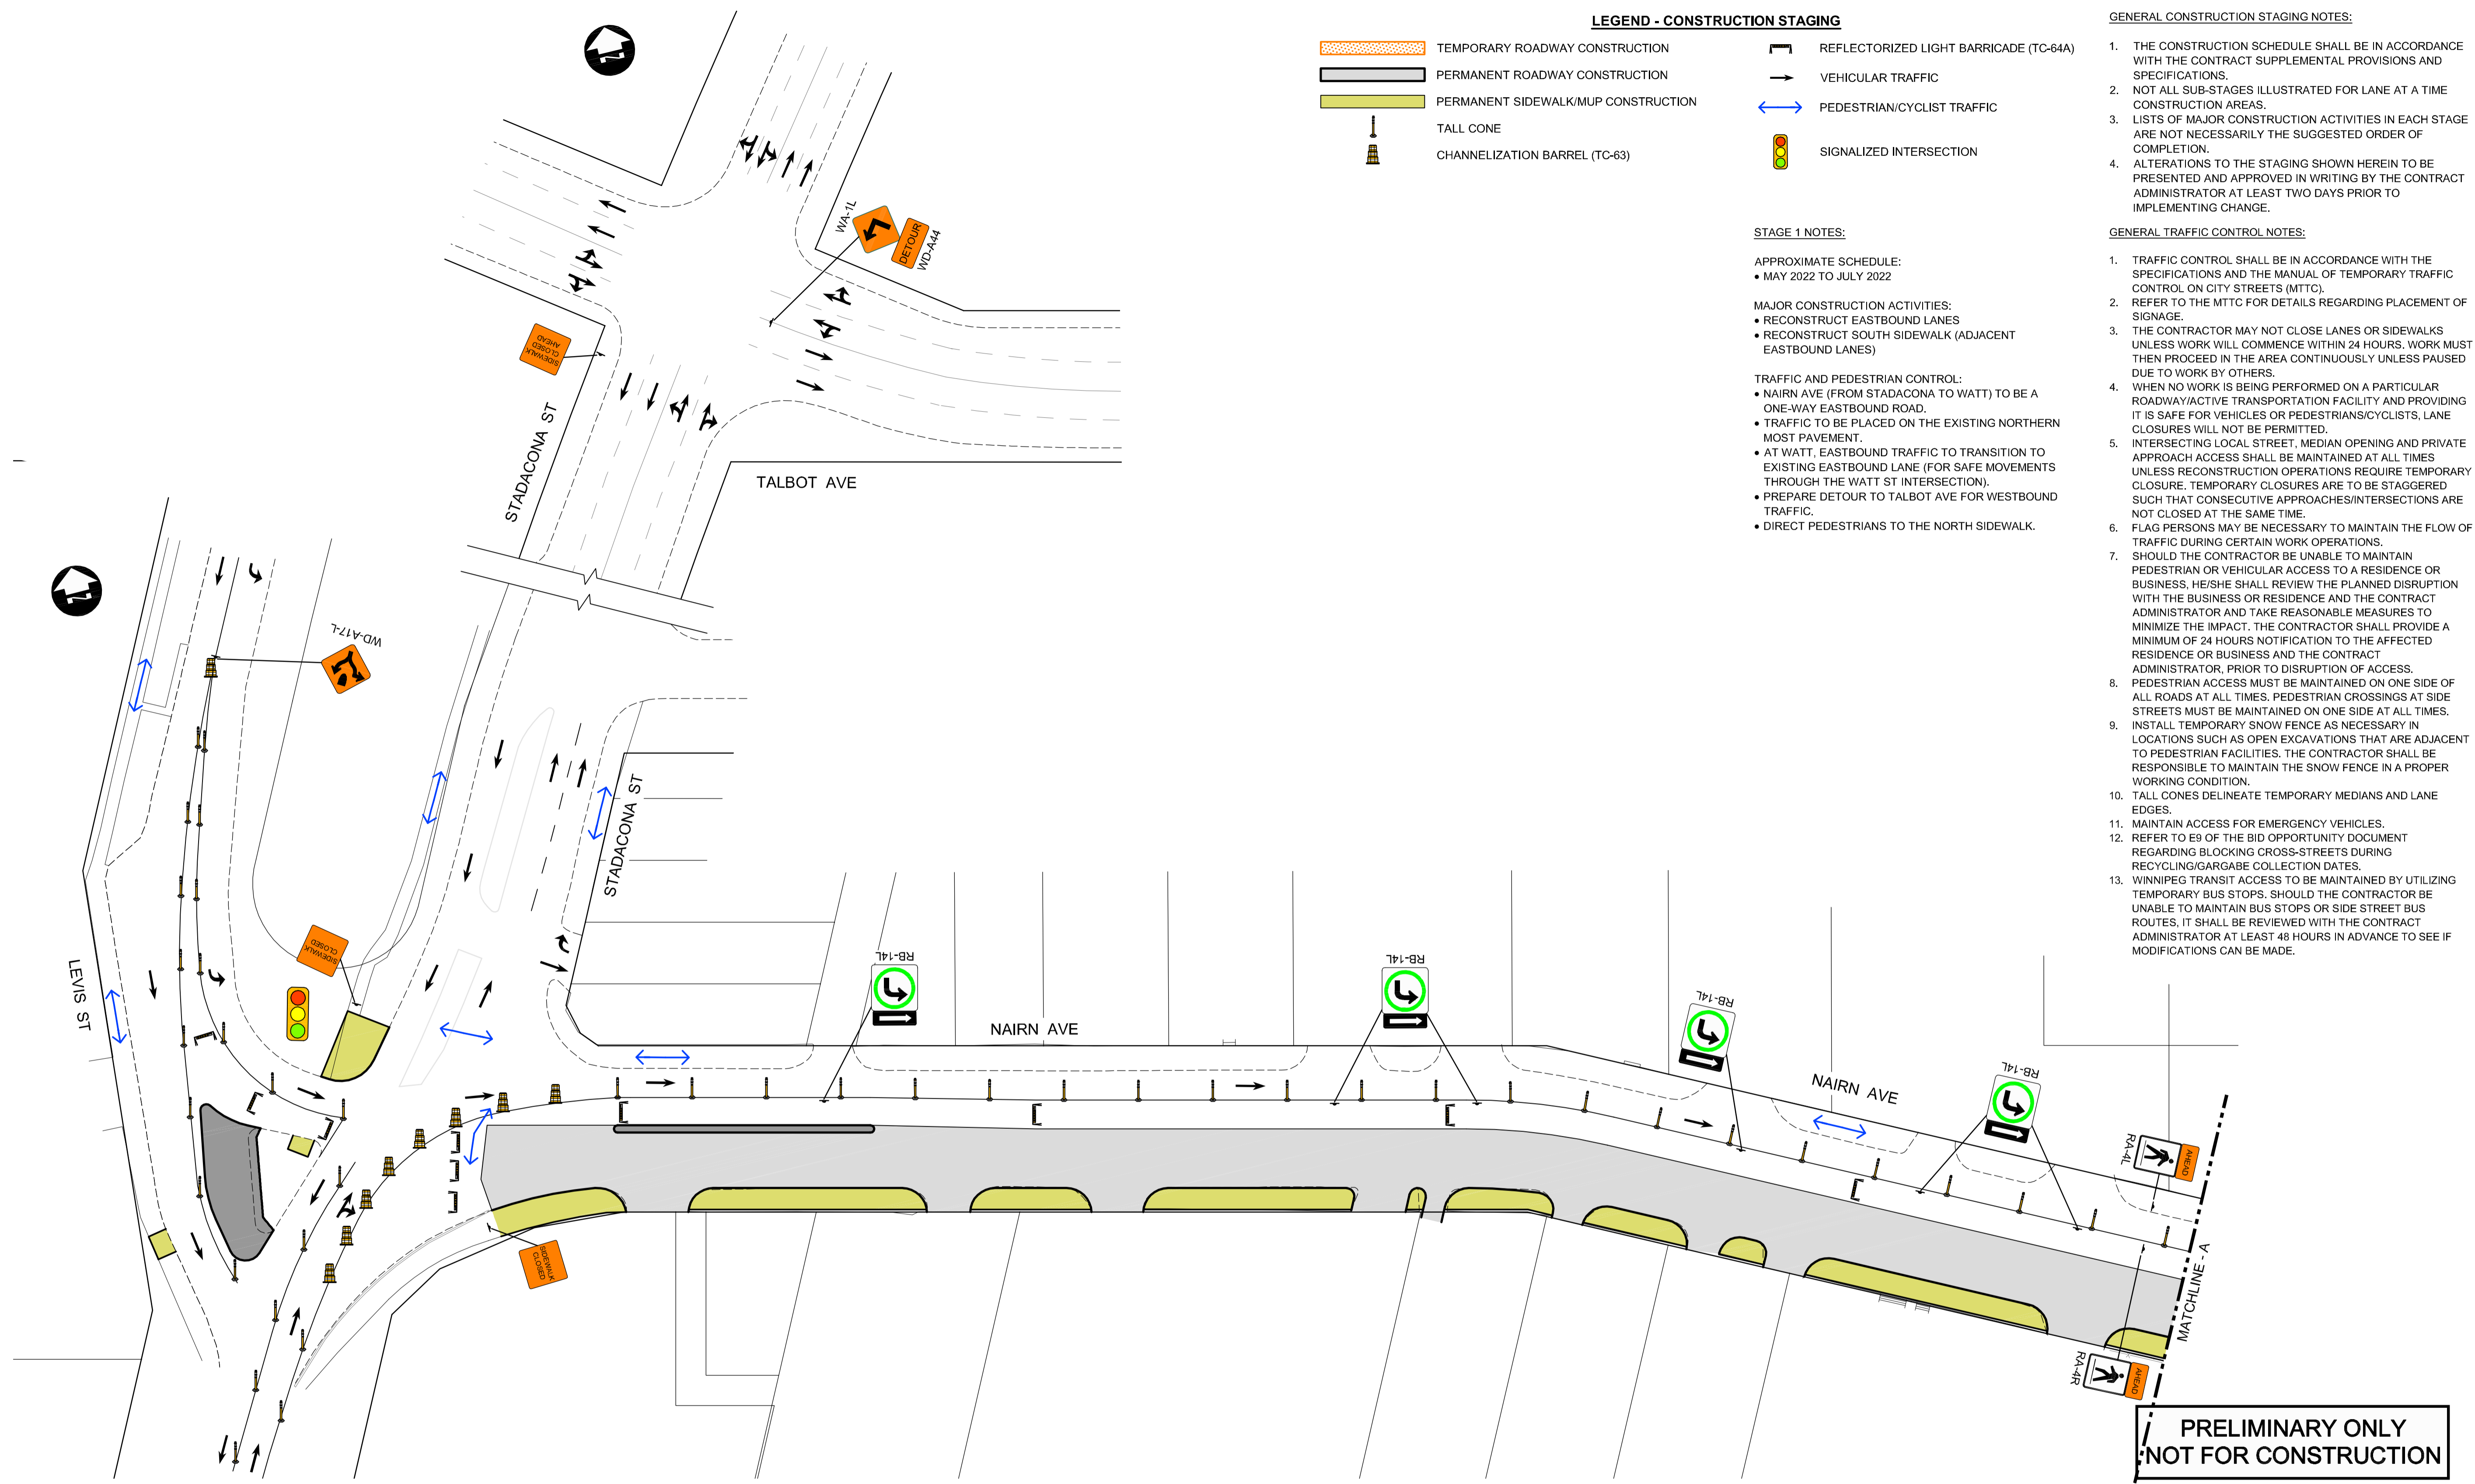 LEGEND - CONSTRUCTION STAGING
TEMPORARY ROADWAY CONSTRUCTION
PERMANENT ROADWAY CONSTRUCTION
PERMANENT SIDEWALK/MUP CONSTRUCTION
TALL CONE
CHANNELIZATION BARREL (TC-63)
REFLECTORIZED LIGHT BARRICADE (TC-64A)
VEHICULAR TRAFFIC
PEDESTRIAN/CYCLIST TRAFFIC
SIGNALIZED INTERSECTION
GENERAL CONSTRUCTION STAGING NOTES:
1. THE CONSTRUCTION SCHEDULE SHALL BE IN ACCORDANCE
WITH THE CONTRACT SUPPLEMENTAL PROVISIONS AND
SPECIFICATIONS.
2. NOT ALL SUB-STAGES ILLUSTRATED FOR LANE AT A TIME
CONSTRUCTION AREAS.
3. LISTS OF MAJOR CONSTRUCTION ACTIVITIES IN EACH STAGE
ARE NOT NECESSARILY THE SUGGESTED ORDER OF
COMPLETION.
4. ALTERATIONS TO THE STAGING SHOWN HEREIN TO BE
PRESENTED AND APPROVED IN WRITING BY THE CONTRACT
ADMINISTRATOR AT LEAST TWO DAYS PRIOR TO
IMPLEMENTING CHANGE.
STAGE 1 NOTES:
APPROXIMATE SCHEDULE:
• MAY 2022 TO JULY 2022
MAJOR CONSTRUCTION ACTIVITIES:
• RECONSTRUCT EASTBOUND LANES
• RECONSTRUCT SOUTH SIDEWALK (ADJACENT
EASTBOUND LANES)
TRAFFIC AND PEDESTRIAN CONTROL:
• NAIRN AVE (FROM STADACONA TO WATT) TO BE A
ONE-WAY EASTBOUND ROAD.
• TRAFFIC TO BE PLACED ON THE EXISTING NORTHERN
MOST PAVEMENT.
• AT WATT, EASTBOUND TRAFFIC TO TRANSITION TO
EXISTING EASTBOUND LANE (FOR SAFE MOVEMENTS
THROUGH THE WATT ST INTERSECTION).
• PREPARE DETOUR TO TALBOT AVE FOR WESTBOUND
TRAFFIC.
• DIRECT PEDESTRIANS TO THE NORTH SIDEWALK.
GENERAL TRAFFIC CONTROL NOTES:
1. TRAFFIC CONTROL SHALL BE IN ACCORDANCE WITH THE
SPECIFICATIONS AND THE MANUAL OF TEMPORARY TRAFFIC
CONTROL ON CITY STREETS (MTTC).
2. REFER TO THE MTTC FOR DETAILS REGARDING PLACEMENT OF
SIGNAGE.
3. THE CONTRACTOR MAY NOT CLOSE LANES OR SIDEWALKS
UNLESS WORK WILL COMMENCE WITHIN 24 HOURS. WORK MUST
THEN PROCEED IN THE AREA CONTINUOUSLY UNLESS PAUSED
DUE TO WORK BY OTHERS.
4. WHEN NO WORK IS BEING PERFORMED ON A PARTICULAR
ROADWAY/ACTIVE TRANSPORTATION FACILITY AND PROVIDING
IT IS SAFE FOR VEHICLES OR PEDESTRIANS/CYCLISTS, LANE
CLOSURES WILL NOT BE PERMITTED.
5. INTERSECTING LOCAL STREET, MEDIAN OPENING AND PRIVATE
APPROACH ACCESS SHALL BE MAINTAINED AT ALL TIMES
UNLESS RECONSTRUCTION OPERATIONS REQUIRE TEMPORARY
CLOSURE. TEMPORARY CLOSURES ARE TO BE STAGGERED
SUCH THAT CONSECUTIVE APPROACHES/INTERSECTIONS ARE
NOT CLOSED AT THE SAME TIME.
6. FLAG PERSONS MAY BE NECESSARY TO MAINTAIN THE FLOW OF
TRAFFIC DURING CERTAIN WORK OPERATIONS.
7. SHOULD THE CONTRACTOR BE UNABLE TO MAINTAIN
PEDESTRIAN OR VEHICULAR ACCESS TO A RESIDENCE OR
BUSINESS, HE/SHE SHALL REVIEW THE PLANNED DISRUPTION
WITH THE BUSINESS OR RESIDENCE AND THE CONTRACT
ADMINISTRATOR AND TAKE REASONABLE MEASURES TO
MINIMIZE THE IMPACT. THE CONTRACTOR SHALL PROVIDE A
MINIMUM OF 24 HOURS NOTIFICATION TO THE AFFECTED
RESIDENCE OR BUSINESS AND THE CONTRACT
ADMINISTRATOR, PRIOR TO DISRUPTION OF ACCESS.
8. PEDESTRIAN ACCESS MUST BE MAINTAINED ON ONE SIDE OF
ALL ROADS AT ALL TIMES. PEDESTRIAN CROSSINGS AT SIDE
STREETS MUST BE MAINTAINED ON ONE SIDE AT ALL TIMES.
9. INSTALL TEMPORARY SNOW FENCE AS NECESSARY IN
LOCATIONS SUCH AS OPEN EXCAVATIONS THAT ARE ADJACENT
TO PEDESTRIAN FACILITIES. THE CONTRACTOR SHALL BE
RESPONSIBLE TO MAINTAIN THE SNOW FENCE IN A PROPER
WORKING CONDITION.
10. TALL CONES DELINEATE TEMPORARY MEDIANS AND LANE
EDGES.
11. MAINTAIN ACCESS FOR EMERGENCY VEHICLES.
12. REFER TO E9 OF THE BID OPPORTUNITY DOCUMENT
REGARDING BLOCKING CROSS-STREETS DURING
RECYCLING/GARGABE COLLECTION DATES.
13. WINNIPEG TRANSIT ACCESS TO BE MAINTAINED BY UTILIZING
TEMPORARY BUS STOPS. SHOULD THE CONTRACTOR BE
UNABLE TO MAINTAIN BUS STOPS OR SIDE STREET BUS
ROUTES, IT SHALL BE REVIEWED WITH THE CONTRACT
ADMINISTRATOR AT LEAST 48 HOURS IN ADVANCE TO SEE IF
MODIFICATIONS CAN BE MADE.
WA-1L
DETOUR
WD-A44
SIDEWALK
CLOSED
AHEAD
STADACONA ST
TALBOT AVE
WD-A17-L
STADACONA ST
SIDEWALK
CLOSED
LEVIS ST
RB-14L
NAIRN AVE
RB-14L
RB-14L
NAIRN AVE
RB-14L
RA-4L
AHEAD
SIDEWALK
CLOSED
MATCHLINE - A
RA-4R
AHEAD
PRELIMINARY ONLY
NOT FOR CONSTRUCTION